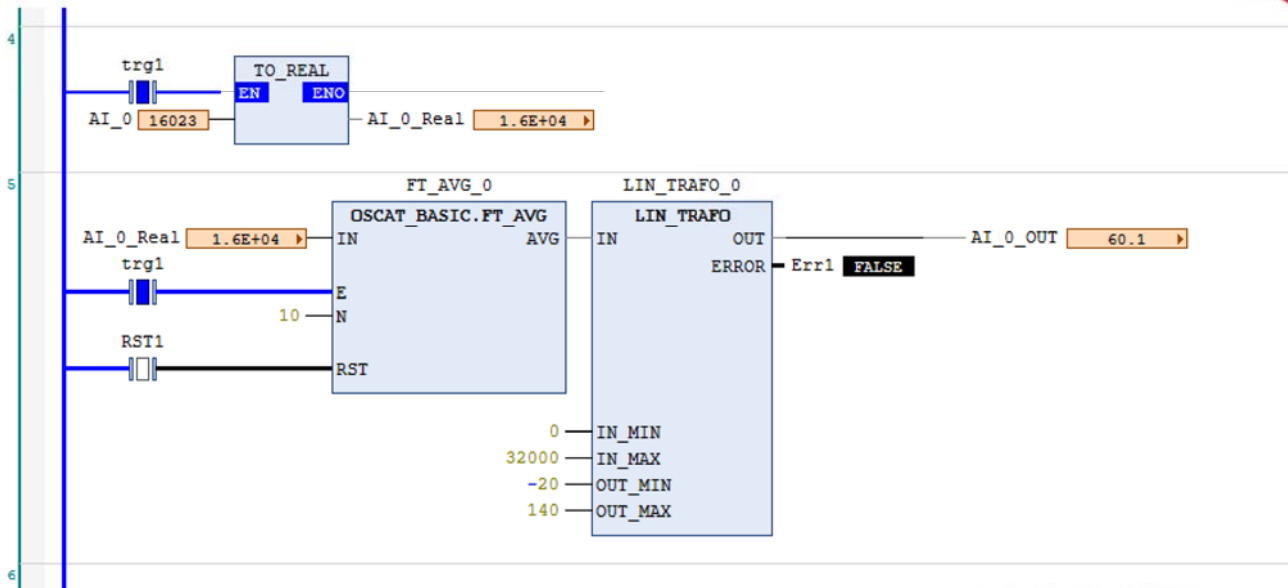 4
trg1
TO_REAL
EN ENO
AI_0 16023 AI_0_Real 1.6E+04
5
FT_AVG_0 LIN_TRAFO_0
OSCAT_BASIC.FT_AVG LIN_TRAFO
AI_0_Real 1.6E+04 IN AVG IN OUT AI_0_OUT 60.1
trg1 ERROR Err1 FALSE
E
10 N
RST1
RST
0 IN_MIN
32000 IN_MAX
-20 OUT_MIN
140 OUT_MAX
6